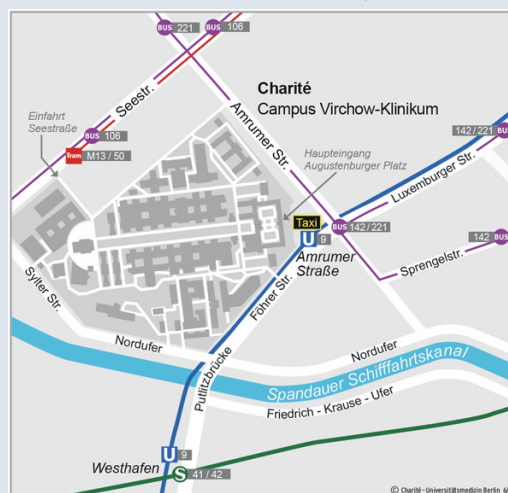 BUS 221
BUS 106
Charité
Campus Virchow-Klinikum
Seestr.
Amrumer Str.
Einfahrt
Seestraße
BUS 106
Tram M13 / 50
142 / 221 BUS
Haupteingang
Augustenburger Platz
Luxemburger Str.
Taxi
U 9
BUS 142 / 221
142 BUS
Amrumer
Straße
Sprengelstr.
Föhrer Str.
Sylter Str.
Nordufer
Nordufer
Putlitzbrücke
Spandauer Schifffahrtskanal
Friedrich - Krause - Ufer
U 9
Westhafen
S 41 / 42
© Charité - Universitätsmedizin Berlin